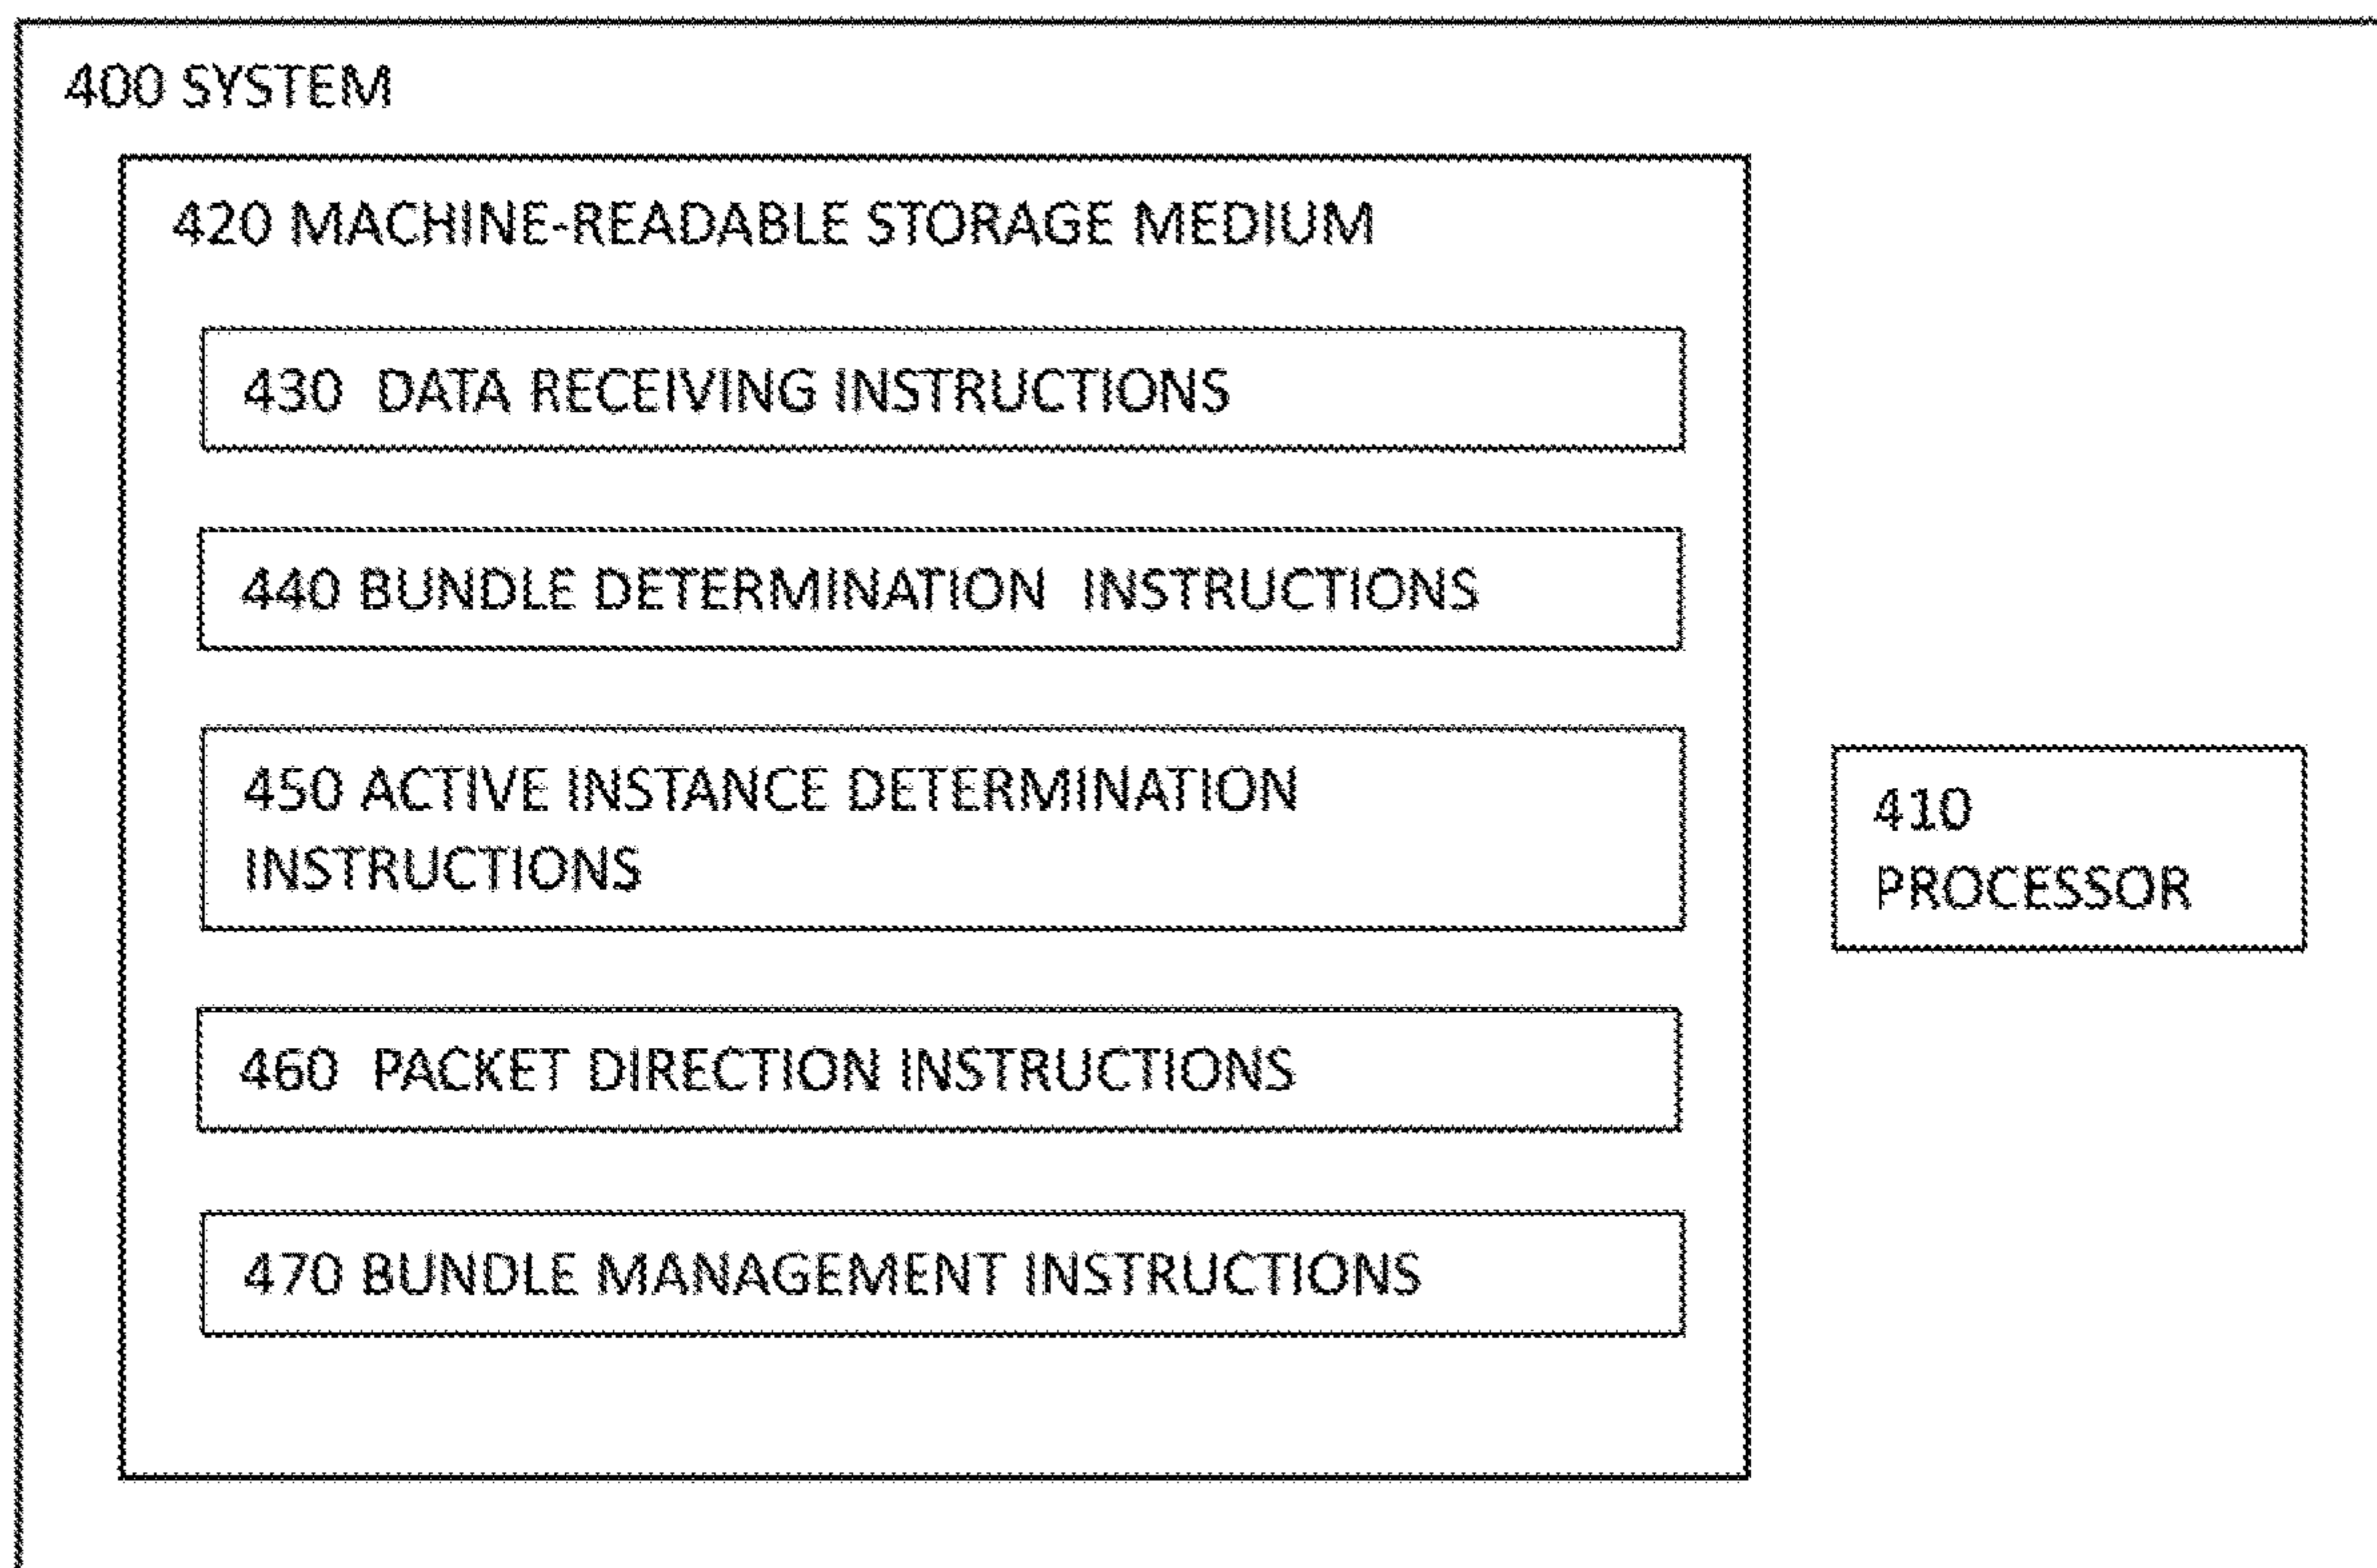 400 SYSTEM
420 MACHINE-READABLE STORAGE MEDIUM
430 DATA RECEIVING INSTRUCTIONS
440 BUNDLE DETERMINATION INSTRUCTIONS
450 ACTIVE INSTANCE DETERMINATION
INSTRUCTIONS
410
PROCESSOR
460 PACKET DIRECTION INSTRUCTIONS
470 BUNDLE MANAGEMENT INSTRUCTIONS